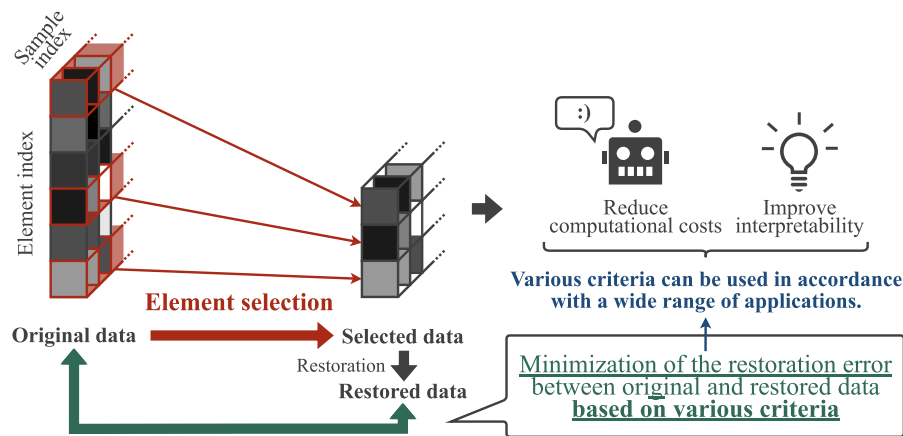 Sample
index
Element index
:)
Reduce
computational costs
Improve
interpretability
Various criteria can be used in accordance
with a wide range of applications.
Element selection
Original data
Selected data
Restoration
Restored data
Minimization of the restoration error
between original and restored data
based on various criteria